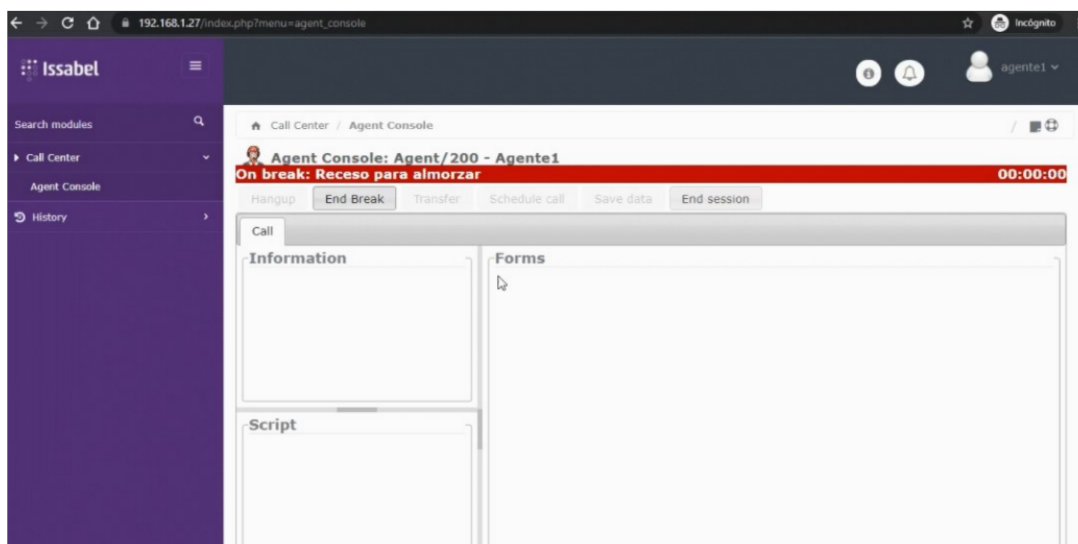 192.168.1.27/index.php?menu=agent_console
Incógnito
Issabel
agente1
Search modules
Call Center / Agent Console
Call Center
Agent Console: Agent/200 - Agente1
On break: Receso para almorzar 00:00:00
Agent Console
Hangup End Break Transfer Schedule call Save data End session
History
Call
Information Forms
Script